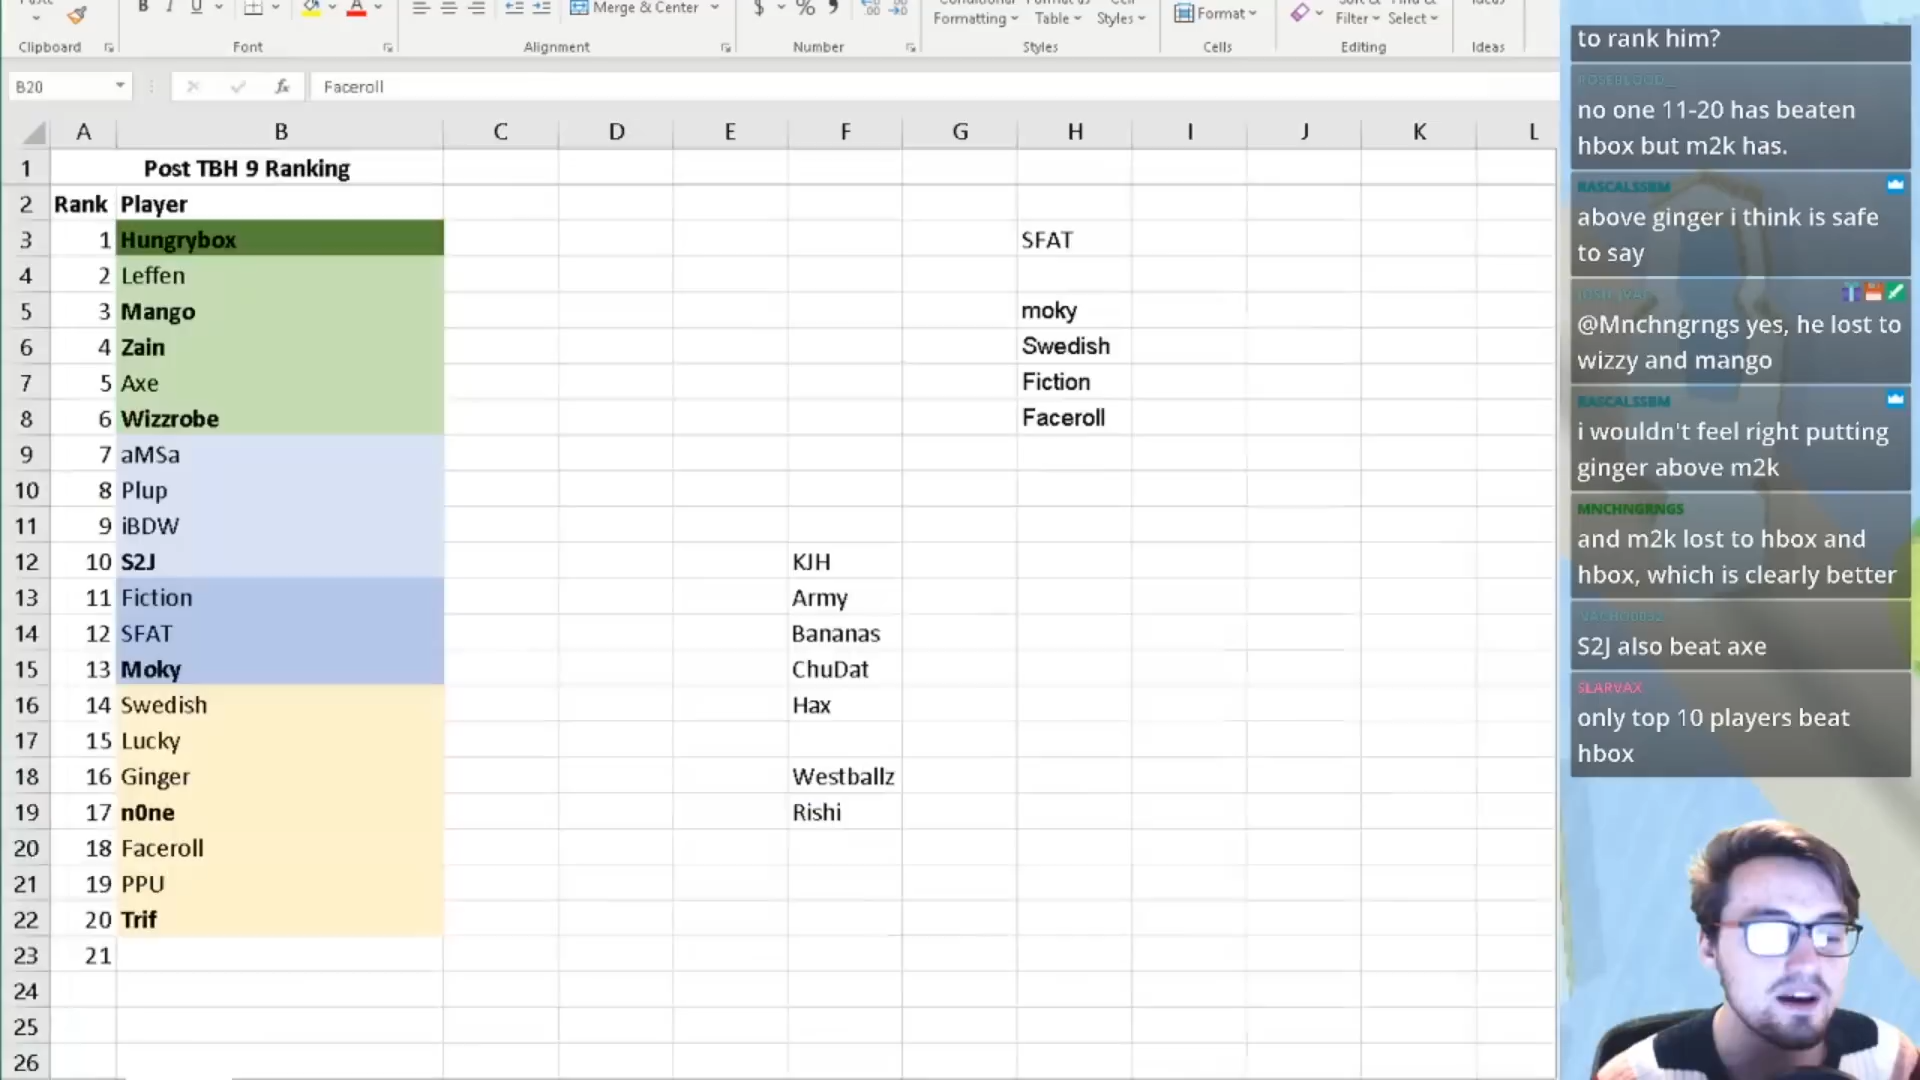 B I U
Merge & Center
$ % ,
Formatting Table Styles
Format
Filter Select
Clipboard Font Alignment Number Styles Cells Editing Ideas
B20 fx Faceroll
A B C D E F G H I J K L
1 Post TBH 9 Ranking
2 Rank Player
3 1 Hungrybox SFAT
4 2 Leffen
5 3 Mango moky
6 4 Zain Swedish
7 5 Axe Fiction
8 6 Wizzrobe Faceroll
9 7 aMSa
10 8 Plup
11 9 iBDW
12 10 S2J KJH
13 11 Fiction Army
14 12 SFAT Bananas
15 13 Moky ChuDat
16 14 Swedish Hax
17 15 Lucky
18 16 Ginger Westballz
19 17 n0ne Rishi
20 18 Faceroll
21 19 PPU
22 20 Trif
23 21
24
25
26
to rank him?
ROSEBLOOD_
no one 11-20 has beaten
hbox but m2k has.
RASCALSSBM
above ginger i think is safe
to say
@Mnchngrngs yes, he lost to
wizzy and mango
RASCALSSBM
i wouldn't feel right putting
ginger above m2k
MNCHNGRNGS
and m2k lost to hbox and
hbox, which is clearly better
S2J also beat axe
SLARVAX
only top 10 players beat
hbox